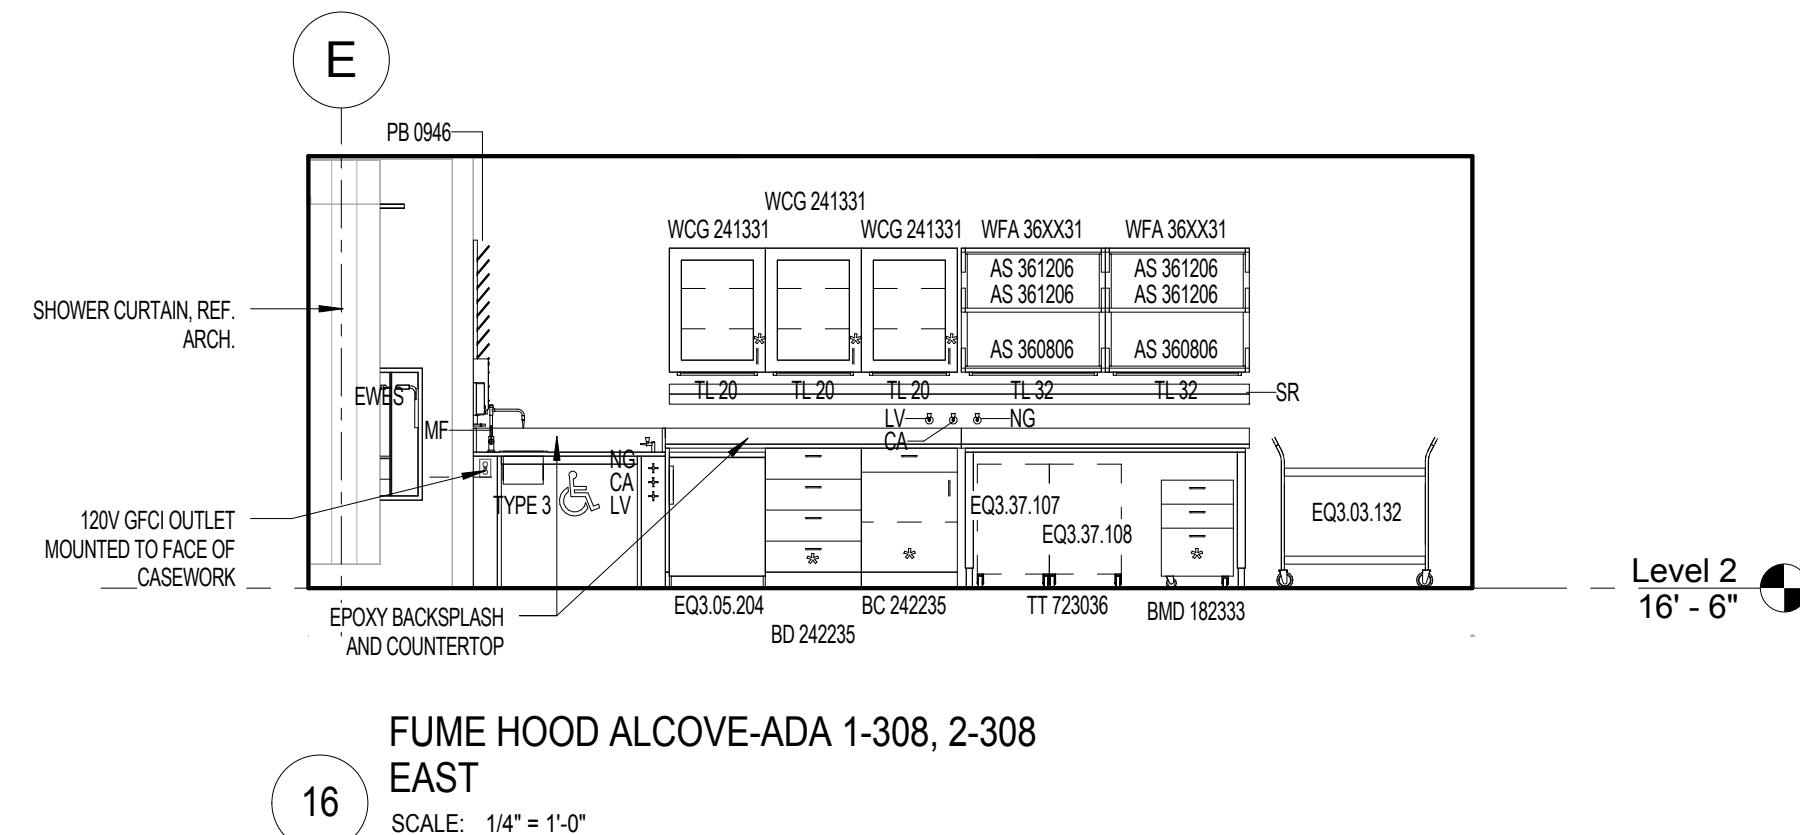 E
PB 0946
WCG 241331
WCG 241331
WCG 241331
WFA 36XX31
WFA 36XX31
AS 361206
AS 361206
AS 361206
AS 361206
SHOWER CURTAIN, REF.
ARCH.
AS 360806
AS 360806
EWES
TL 20
TL 20
TL 20
TL 32
TL 32
SR
LV
NG
MF
CA
NG
CA
TYPE 3
LV
EQ3.37.107
EQ3.03.132
120V GFCI OUTLET
MOUNTED TO FACE OF
CASEWORK
EQ3.37.108
Level 2
16' - 6"
EPOXY BACKSPLASH
AND COUNTERTOP
EQ3.05.204
BC 242235
TT 723036
BMD 182333
BD 242235
FUME HOOD ALCOVE-ADA 1-308, 2-308
EAST
16
SCALE: 1/4" = 1'-0"